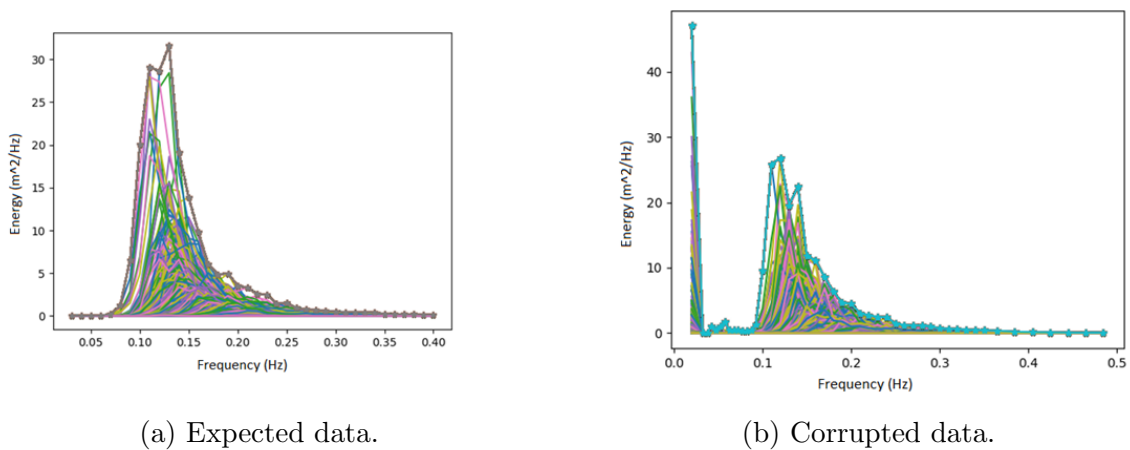 30
25
20
15
10
5
0
Energy (m^2/Hz)
0.05 0.10 0.15 0.20 0.25 0.30 0.35 0.40
Frequency (Hz)
(a) Expected data.
40
30
20
10
0
Energy (m^2/Hz)
0.0 0.1 0.2 0.3 0.4 0.5
Frequency (Hz)
(b) Corrupted data.